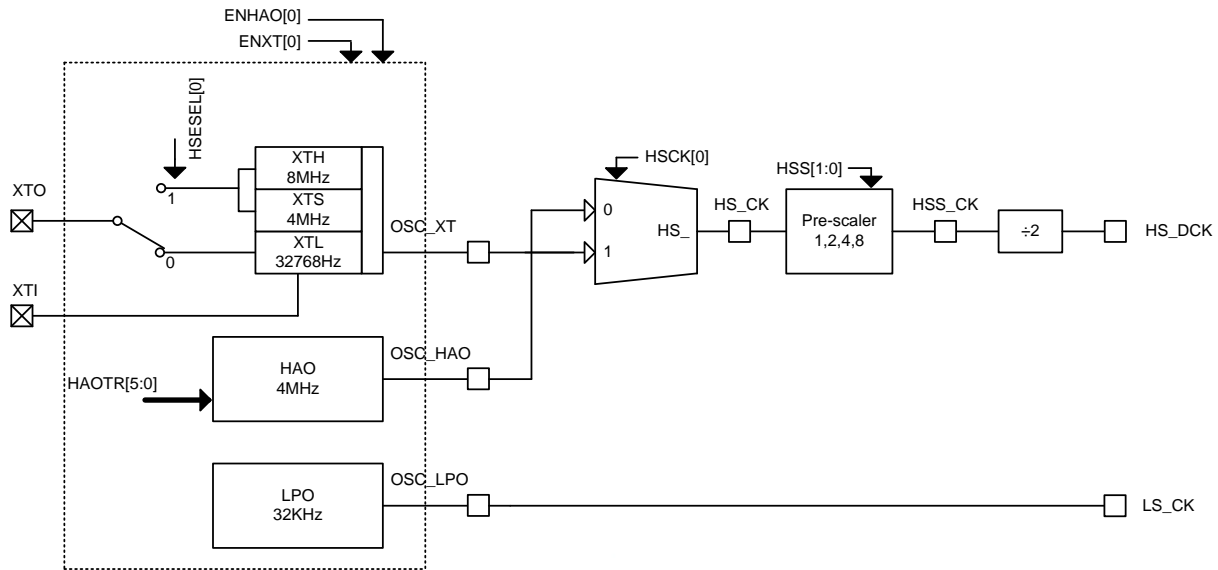 ENHAO[0]
ENXT[0]
HSESEL[0]
XTO
XTI
1
0
XTH
8MHz
XTS
4MHz
XTL
32768Hz
OSC_XT
HAOTR[5:0]
HAO
4MHz
OSC_HAO
LPO
32KHz
OSC_LPO
HSCK[0]
0
1
HS_
HS_CK
HSS[1:0]
Pre-scaler
1,2,4,8
HSS_CK
÷2
HS_DCK
LS_CK